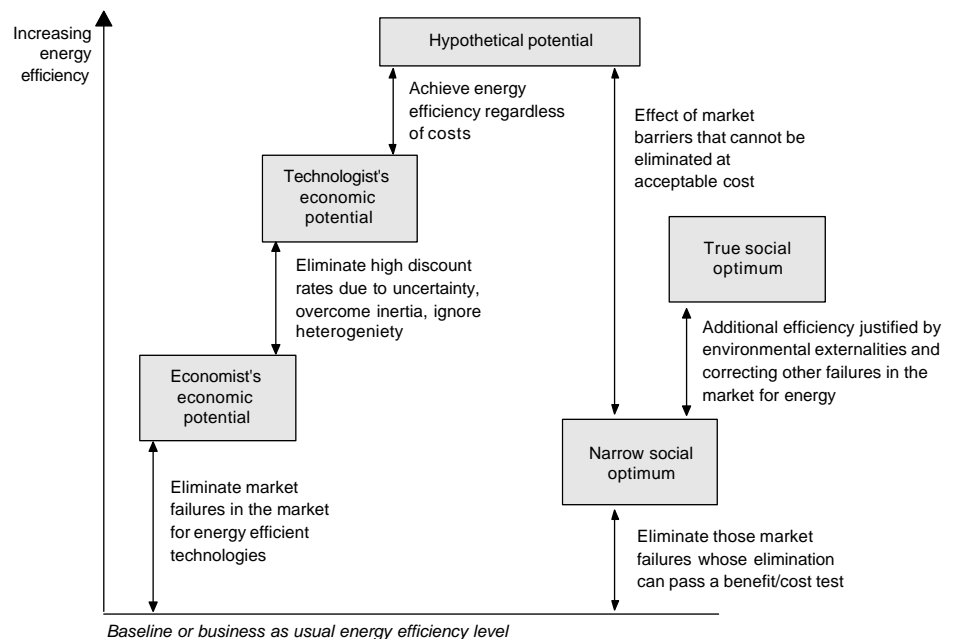 Increasing
energy
efficiency
Hypothetical potential
Achieve energy
efficiency regardless
of costs
Effect of market
barriers that cannot be
eliminated at
acceptable cost
Technologist's
economic
potential
True social
optimum
Eliminate high discount
rates due to uncertainty,
overcome inertia, ignore
heterogeniety
Additional efficiency justified by
environmental externalities and
correcting other failures in the
market for energy
Economist's
economic
potential
Narrow social
optimum
Eliminate market
failures in the market
for energy efficient
technologies
Eliminate those market
failures whose elimination
can pass a benefit/cost test
Baseline or business as usual energy efficiency level